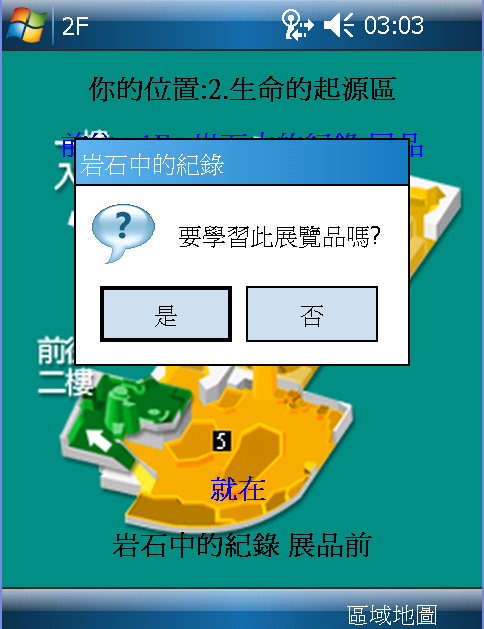 2F 03:03
你的位置:2.生命的起源區
岩石中的紀錄
要學習此展覽品嗎?
是 否
二樓
5
就在
岩石中的紀錄 展品前
區域地圖